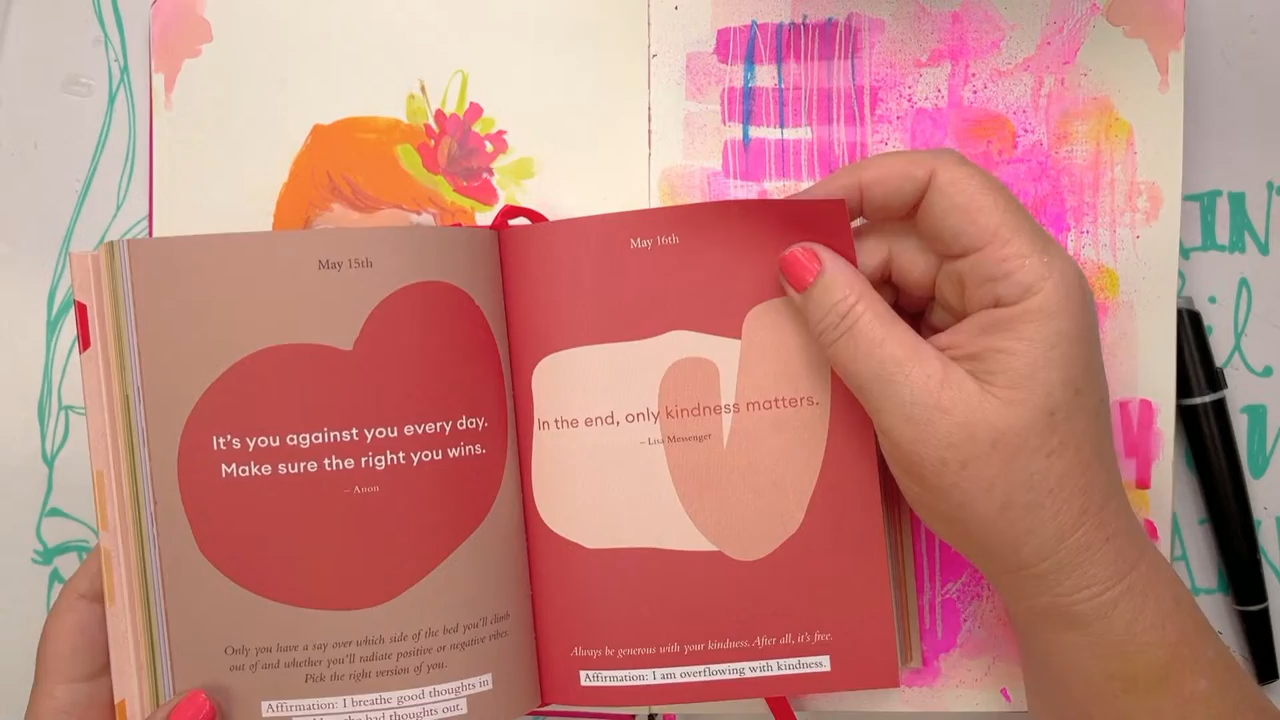 May 15th
It's you against you every day.
Make sure the right you wins.
– Anon
Only you have a say over which side of the bed you'll climb
out of and whether you'll radiate positive or negative vibes.
Pick the right version of you.
Affirmation: I breathe good thoughts in
bad thoughts out.
May 16th
In the end, only kindness matters.
– Lisa Messenger
Always be generous with your kindness. After all, it's free.
Affirmation: I am overflowing with kindness.